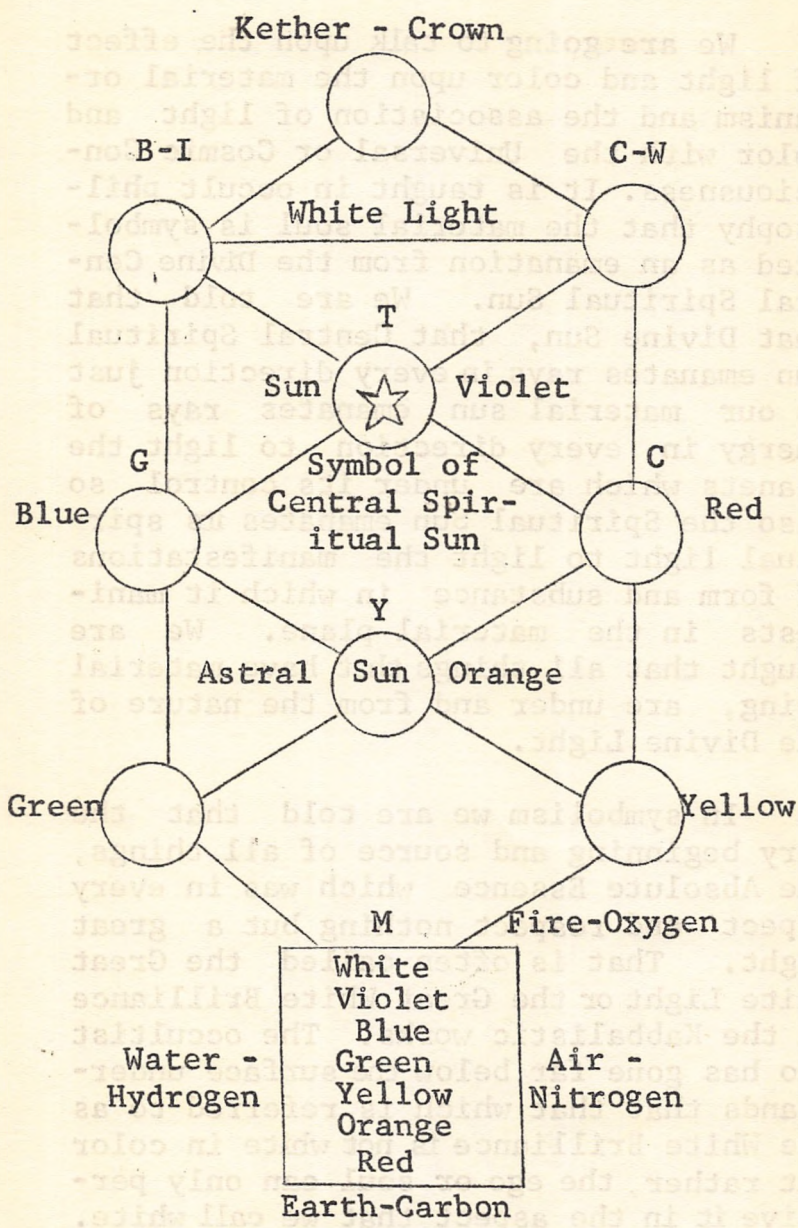 Kether - Crown
B-I
C-W
White Light
T
Sun
Violet
G
C
Symbol of
Central Spir-
itual Sun
Blue
Red
Y
Astral
Sun
Orange
Green
Yellow
M
Fire-Oxygen
White
Violet
Blue
Green
Yellow
Orange
Red
Water -
Hydrogen
Air -
Nitrogen
Earth-Carbon